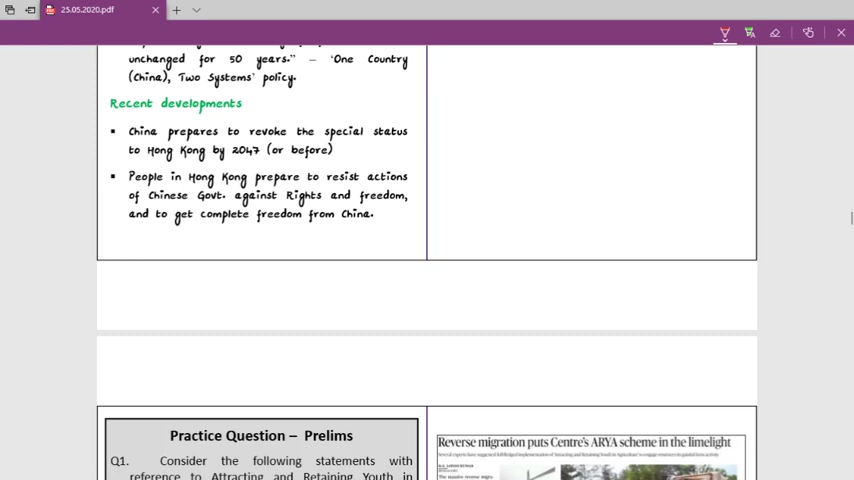 25.05.2020.pdf
unchanged for 50 years." – 'One Country
(China), Two Systems' policy.
Recent developments
▪ China prepares to revoke the special status
to Hong Kong by 2047 (or before)
▪ People in Hong Kong prepare to resist actions
of Chinese Govt. against Rights and freedom,
and to get complete freedom from China.
Practice Question – Prelims
Q1. Consider the following statements with
reference to Attracting and Retaining Youth in
Reverse migration puts Centre's ARYA scheme in the limelight
The massive reverse migra-